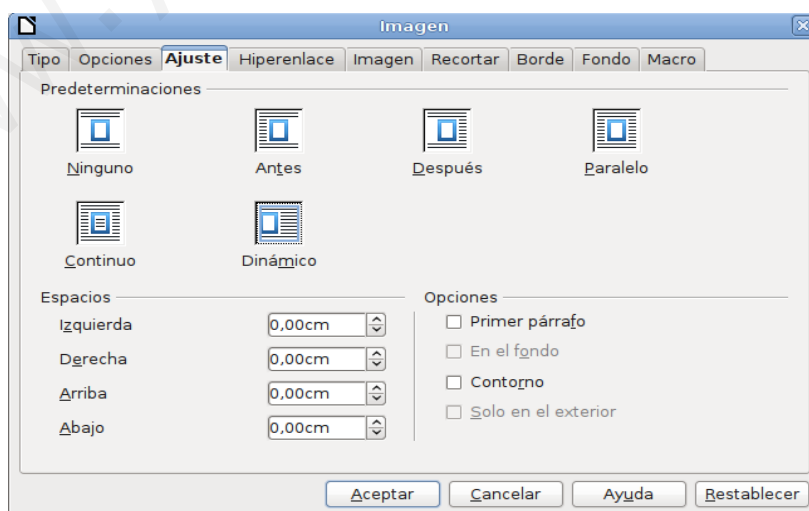 Imagen
Tipo Opciones Ajuste Hiperenlace Imagen Recortar Borde Fondo Macro
Predeterminaciones
Ninguno Antes Después Paralelo
Continuo Dinámico
Espacios Opciones
Izquierda 0,00cm Primer párrafo
Derecha 0,00cm En el fondo
Arriba 0,00cm Contorno
Abajo 0,00cm Solo en el exterior
Aceptar Cancelar Ayuda Restablecer